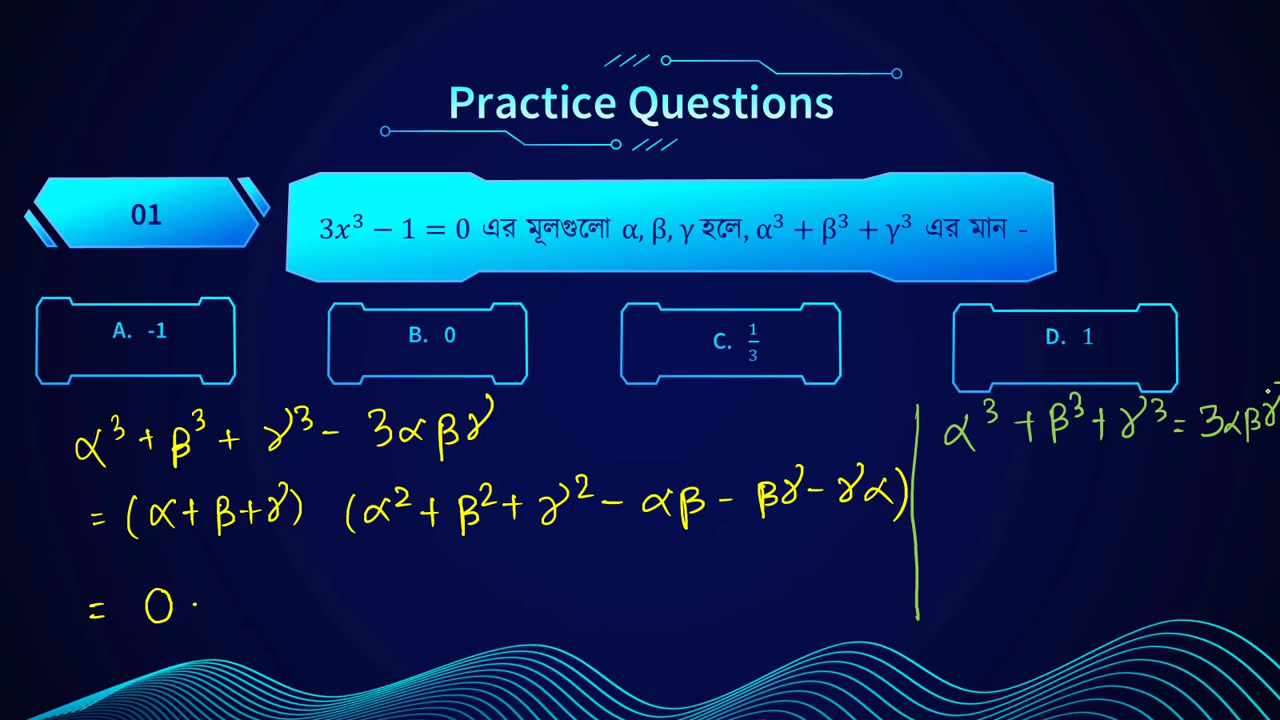 Practice Questions
01
3x³ − 1 = 0 এর মূলগুলো α, β, γ হলে, α³ + β³ + γ³ এর মান -
A. -1
B. 0
C. 1/3
D. 1
α³ + β³ + γ³ - 3αβγ
= (α + β + γ) (α² + β² + γ² - αβ - βγ - γα)
= 0 .
α³ + β³ + γ³ = 3αβγ